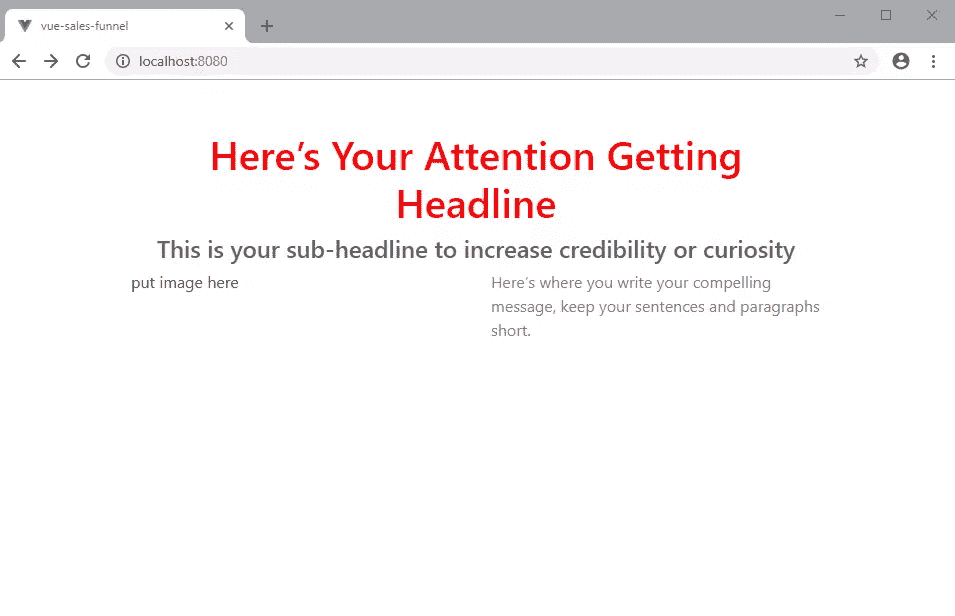 vue-sales-funnel
localhost:8080
Here’s Your Attention Getting
Headline
This is your sub-headline to increase credibility or curiosity
put image here
Here’s where you write your compelling
message, keep your sentences and paragraphs
short.